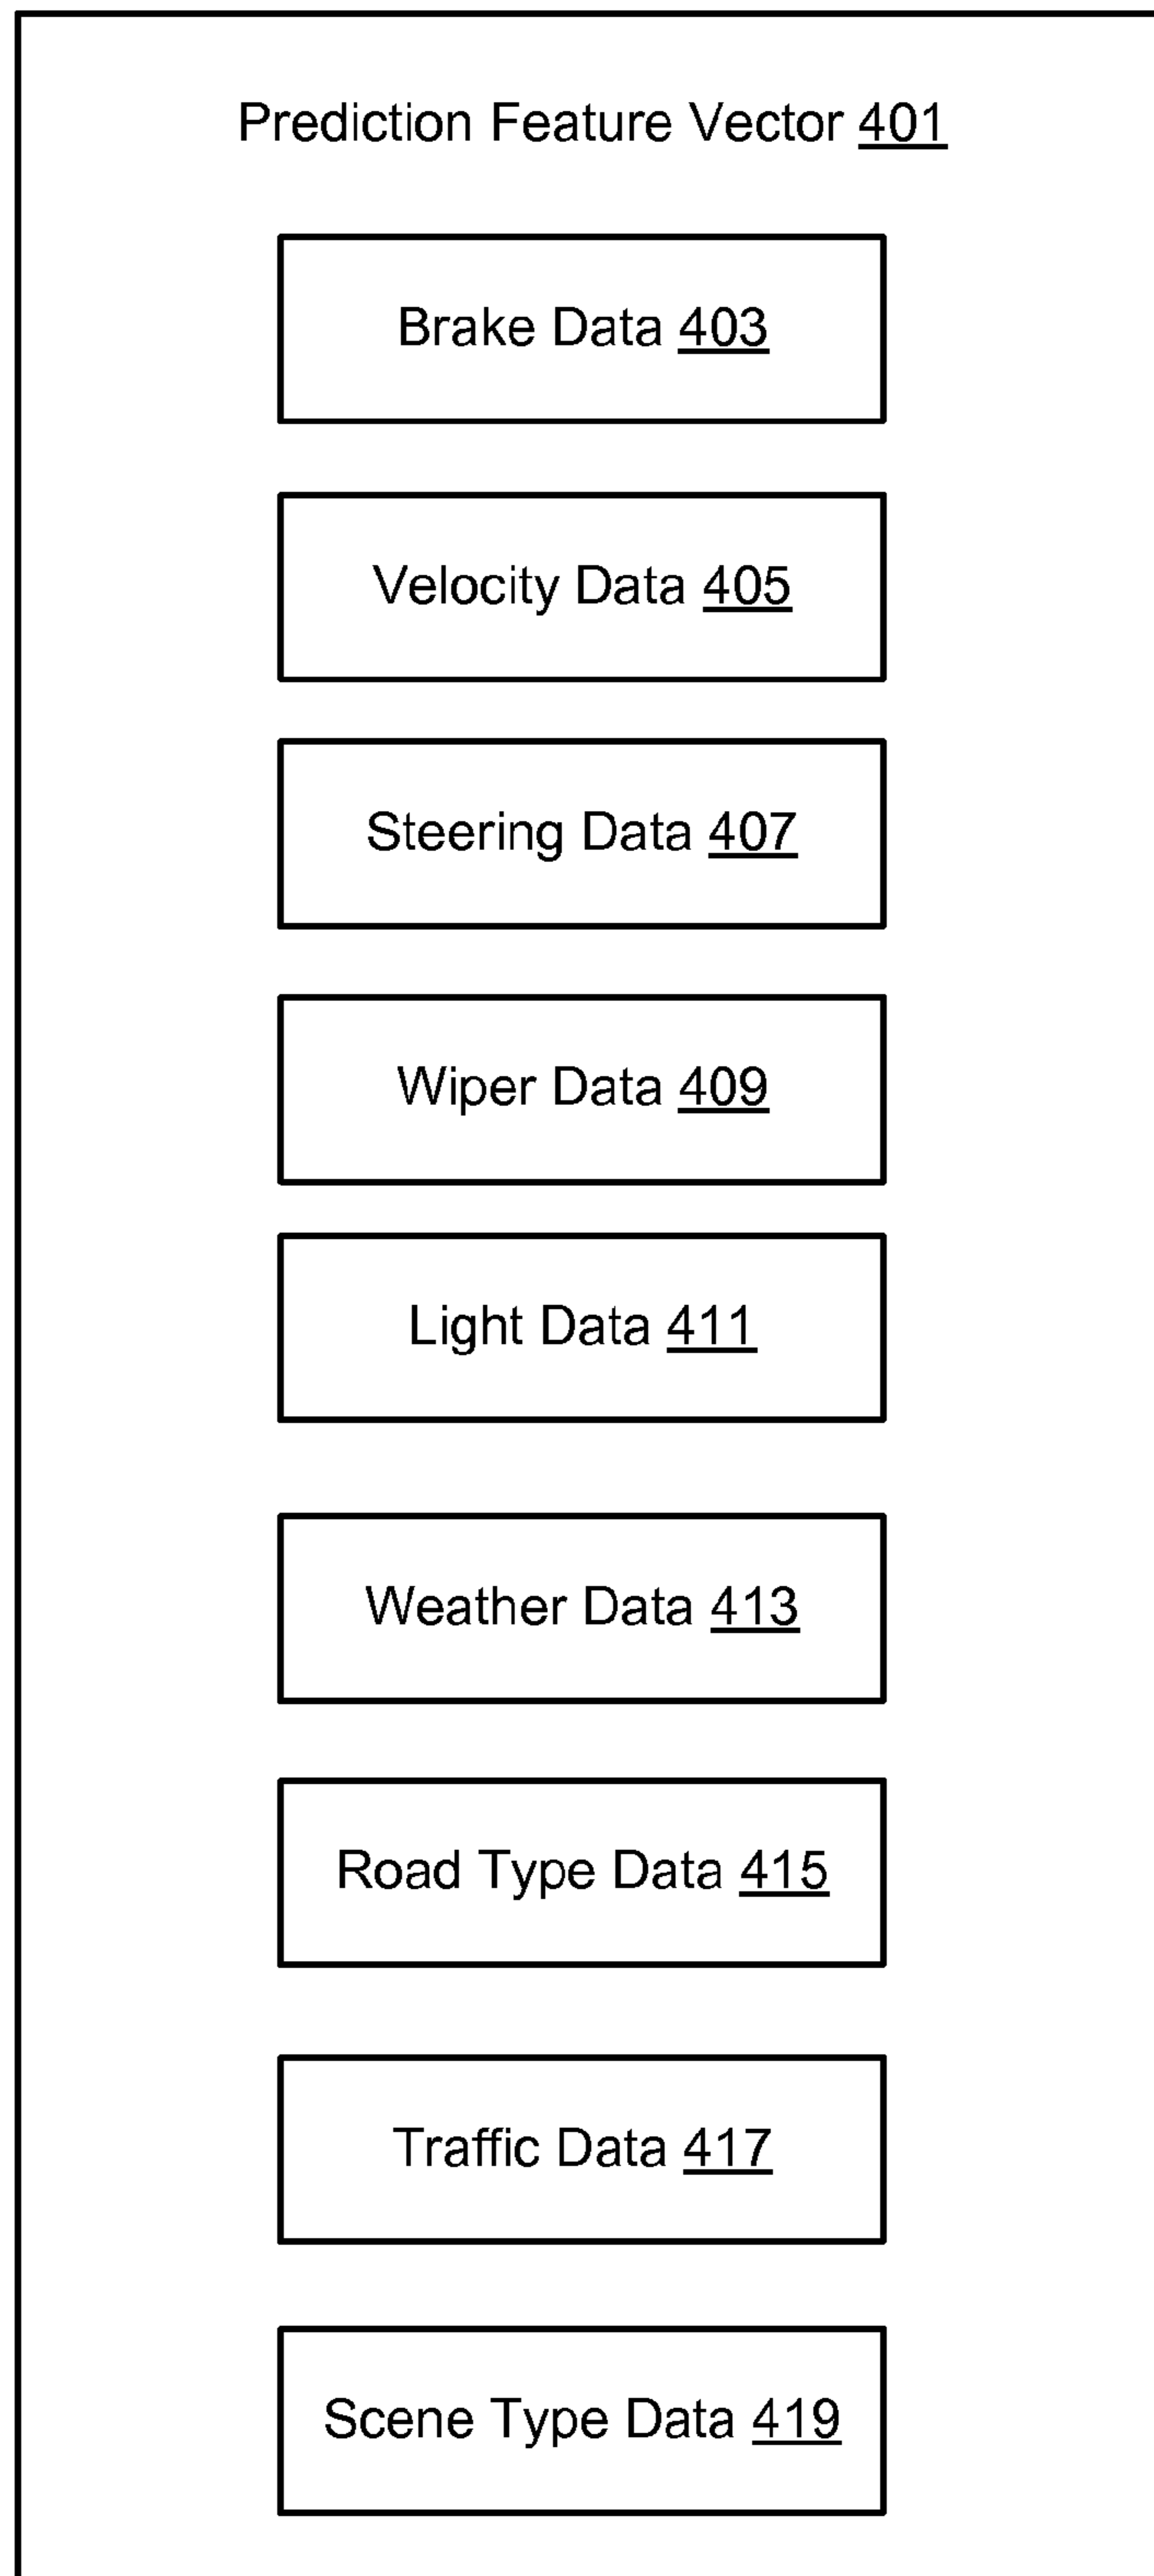 Prediction Feature Vector 401
Brake Data 403
Velocity Data 405
Steering Data 407
Wiper Data 409
Light Data 411
Weather Data 413
Road Type Data 415
Traffic Data 417
Scene Type Data 419